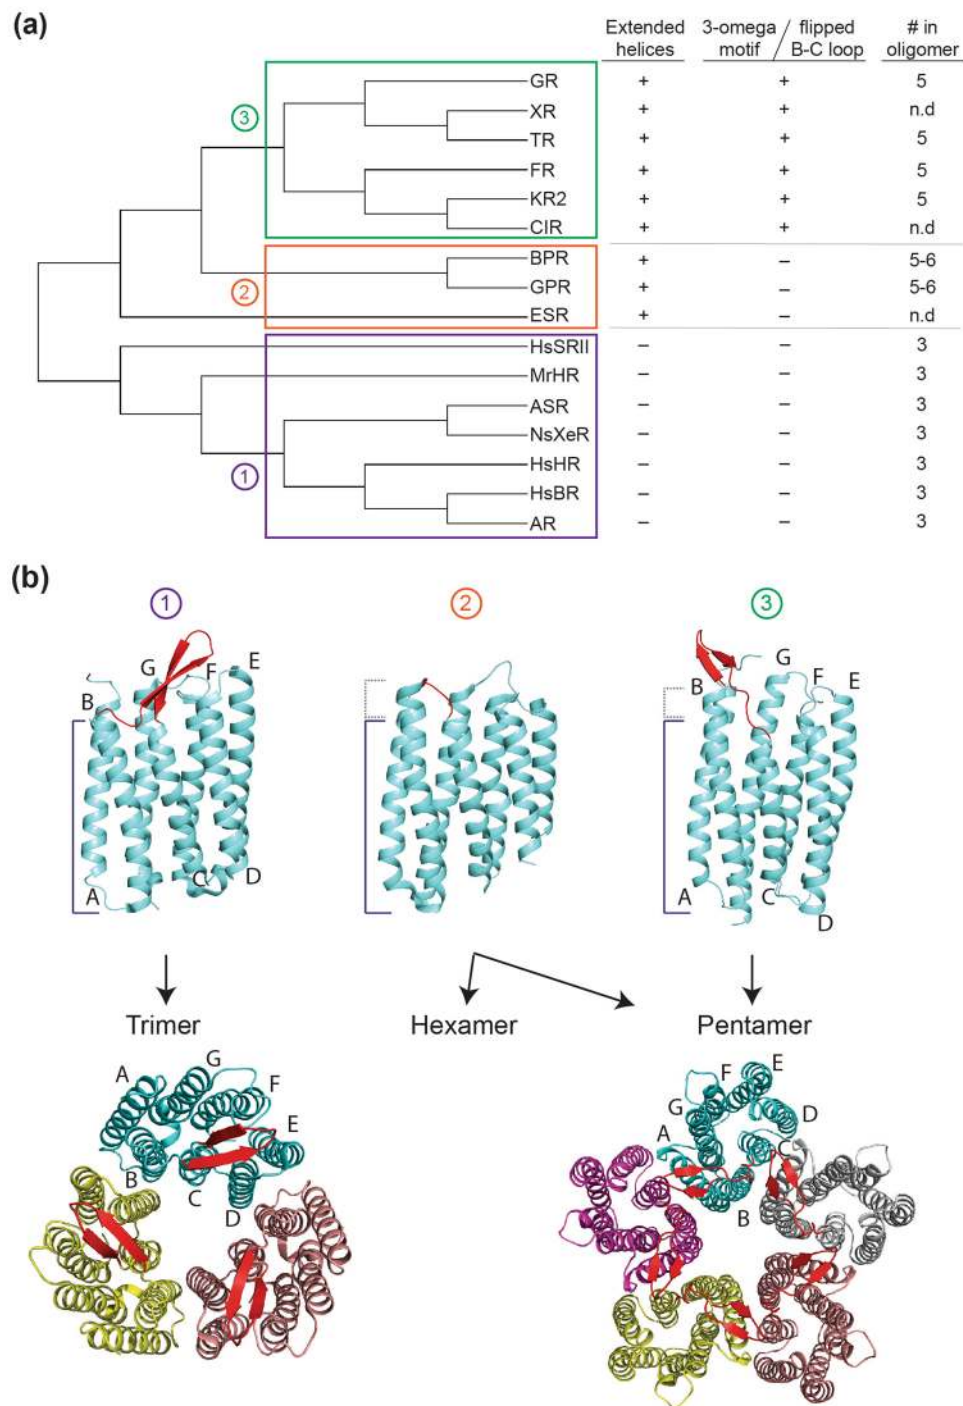 (a)
Extended helices
3-omega motif / flipped B-C loop
# in oligomer
3
GR + + 5
XR + + n.d
TR + + 5
FR + + 5
KR2 + + 5
CIR + + n.d
2
BPR + – 5-6
GPR + – 5-6
ESR + – n.d
1
HsSRII – – 3
MrHR – – 3
ASR – – 3
NsXeR – – 3
HsHR – – 3
HsBR – – 3
AR – – 3
(b)
1 2 3
G F E
B
A C D
G F E
B
A C D
Trimer Hexamer Pentamer
A G F E
B C D
F E
G D
A C
B